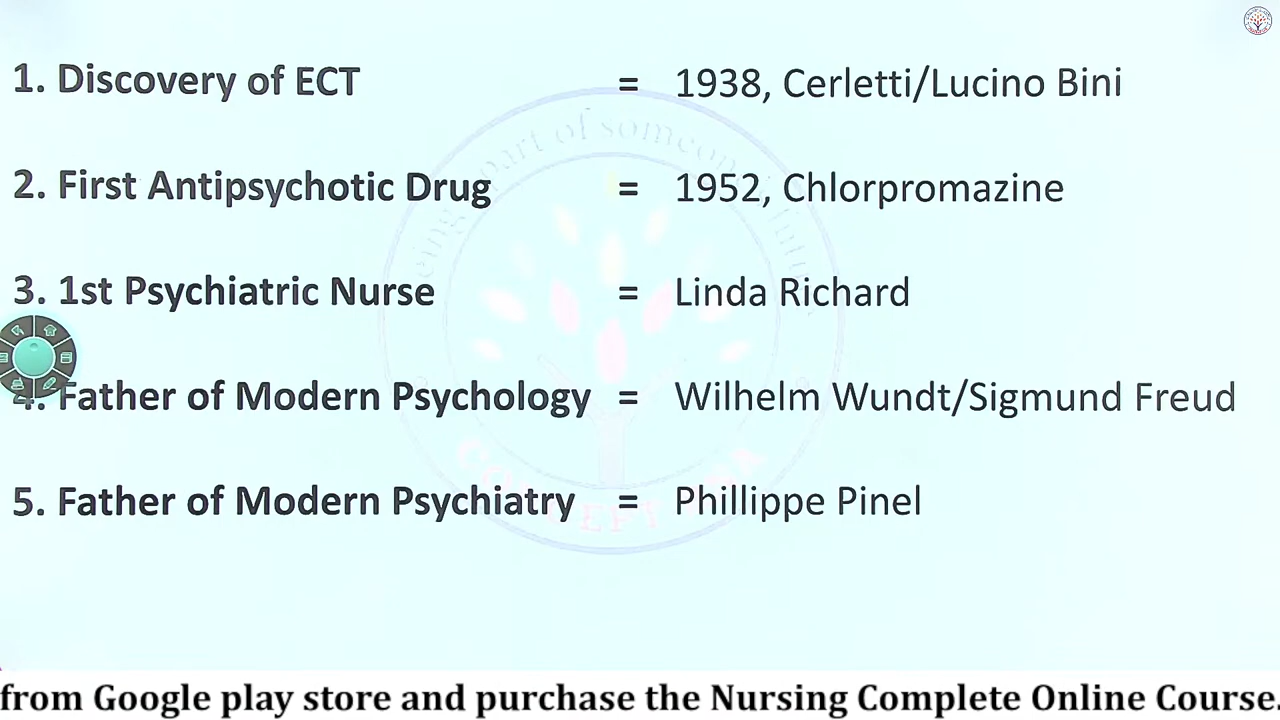 1. Discovery of ECT = 1938, Cerletti/Lucino Bini
2. First Antipsychotic Drug = 1952, Chlorpromazine
3. 1st Psychiatric Nurse = Linda Richard
4. Father of Modern Psychology = Wilhelm Wundt/Sigmund Freud
5. Father of Modern Psychiatry = Phillippe Pinel
from Google play store and purchase the Nursing Complete Online Course.